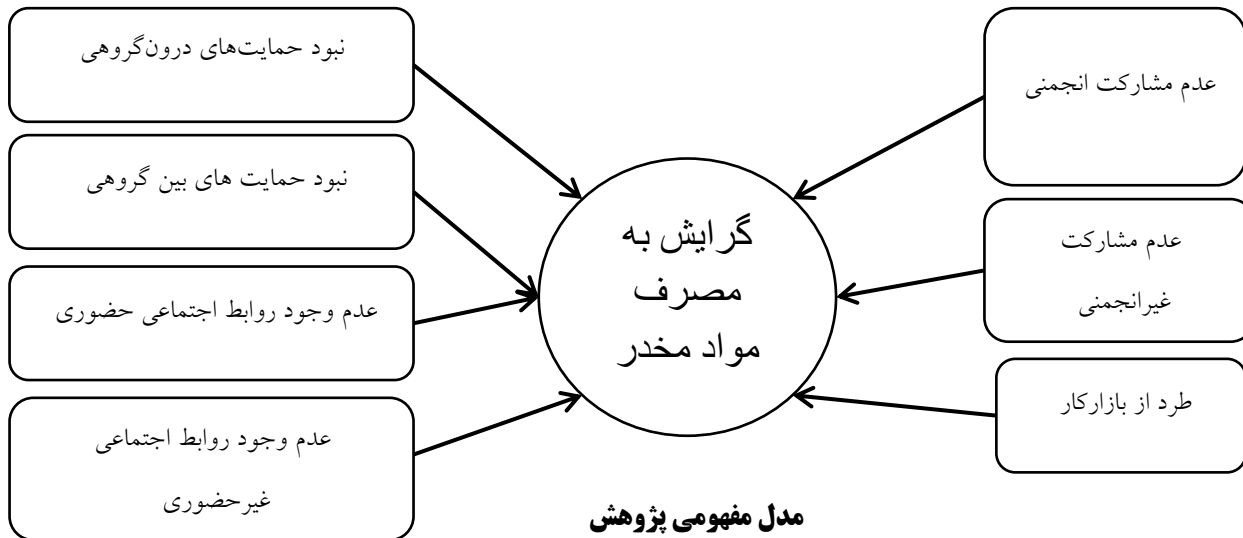 عدم مشارکت انجمنی
عدم مشارکت
غیرانجمنی
طرد از بازارکار
گرایش به
مصرف
مواد مخدر
نبود حمایت‌های درون‌گروهی
نبود حمایت های بین گروهی
عدم وجود روابط اجتماعی حضوری
عدم وجود روابط اجتماعی
غیرحضوری
مدل مفهومی پژوهش